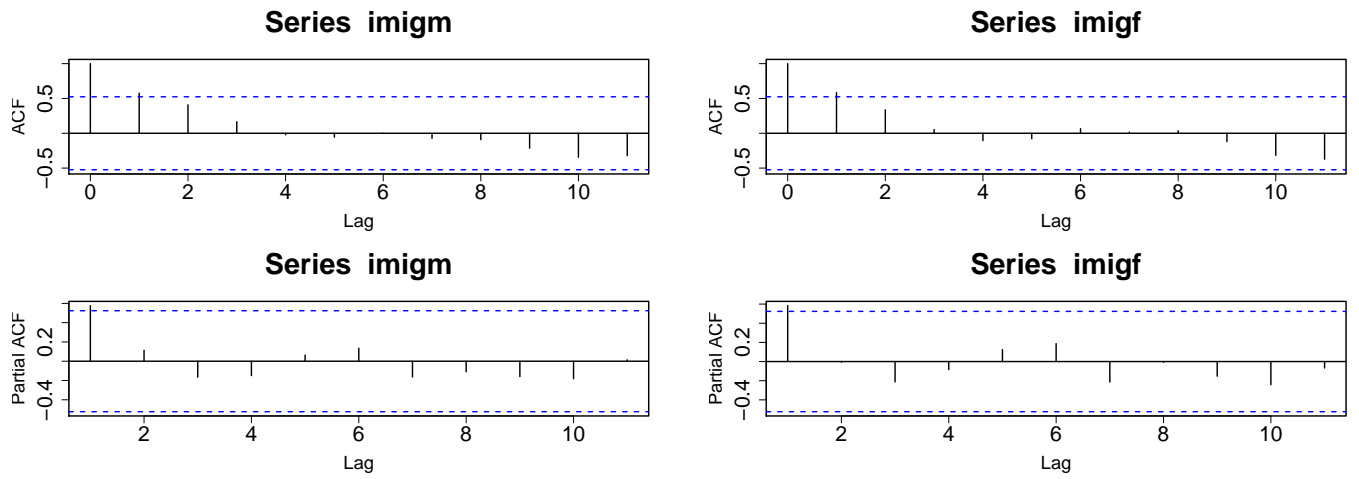 Series imigm
ACF
0.5
−0.5
0 2 4 6 8 10
Lag
Series imigf
ACF
0.5
−0.5
0 2 4 6 8 10
Lag
Series imigm
Partial ACF
0.2
−0.4
2 4 6 8 10
Lag
Series imigf
Partial ACF
0.2
−0.4
2 4 6 8 10
Lag